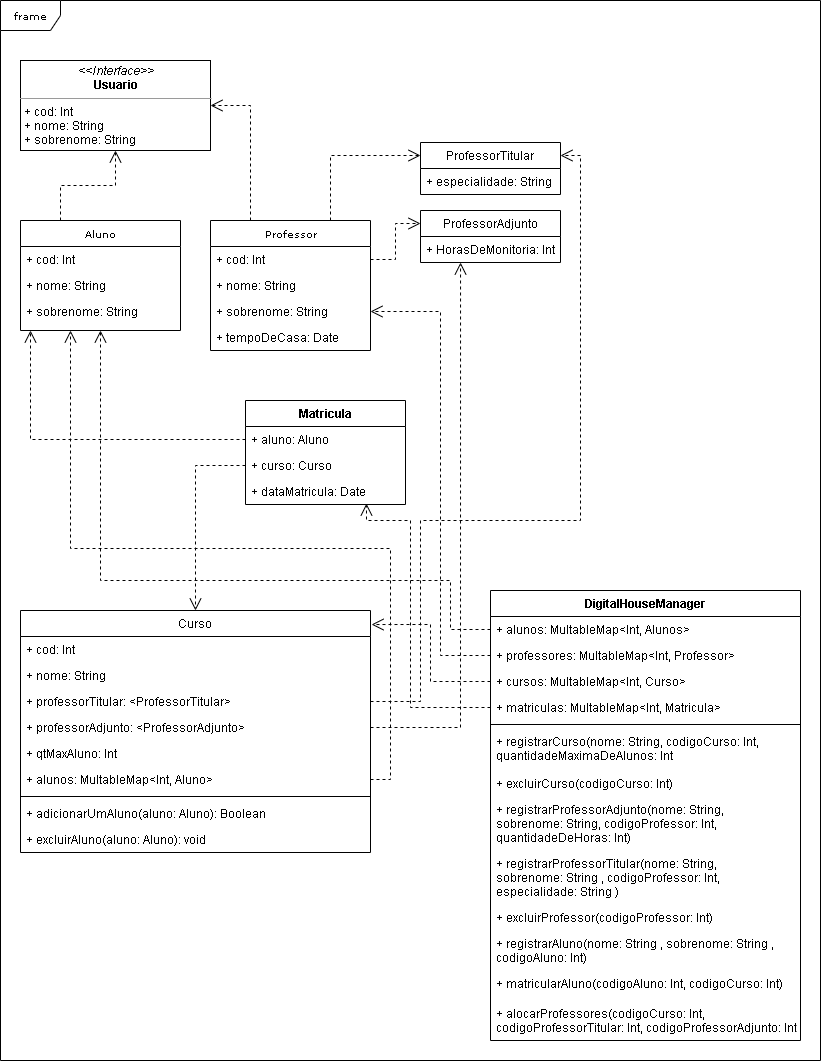 frame
<<Interface>>
Usuario
+ cod: Int
+ nome: String
+ sobrenome: String
ProfessorTitular
+ especialidade: String
ProfessorAdjunto
+ HorasDeMonitoria: Int
Aluno
+ cod: Int
+ nome: String
+ sobrenome: String
Professor
+ cod: Int
+ nome: String
+ sobrenome: String
+ tempoDeCasa: Date
Matricula
+ aluno: Aluno
+ curso: Curso
+ dataMatricula: Date
Curso
+ cod: Int
+ nome: String
+ professorTitular: <ProfessorTitular>
+ professorAdjunto: <ProfessorAdjunto>
+ qtMaxAluno: Int
+ alunos: MultableMap<Int, Aluno>
+ adicionarUmAluno(aluno: Aluno): Boolean
+ excluirAluno(aluno: Aluno): void
DigitalHouseManager
+ alunos: MultableMap<Int, Alunos>
+ professores: MultableMap<Int, Professor>
+ cursos: MultableMap<Int, Curso>
+ matriculas: MultableMap<Int, Matricula>
+ registrarCurso(nome: String, codigoCurso: Int,
quantidadeMaximaDeAlunos: Int
+ excluirCurso(codigoCurso: Int)
+ registrarProfessorAdjunto(nome: String,
sobrenome: String, codigoProfessor: Int,
quantidadeDeHoras: Int)
+ registrarProfessorTitular(nome: String,
sobrenome: String , codigoProfessor: Int,
especialidade: String )
+ excluirProfessor(codigoProfessor: Int)
+ registrarAluno(nome: String , sobrenome: String ,
codigoAluno: Int)
+ matricularAluno(codigoAluno: Int, codigoCurso: Int)
+ alocarProfessores(codigoCurso: Int,
codigoProfessorTitular: Int, codigoProfessorAdjunto: Int